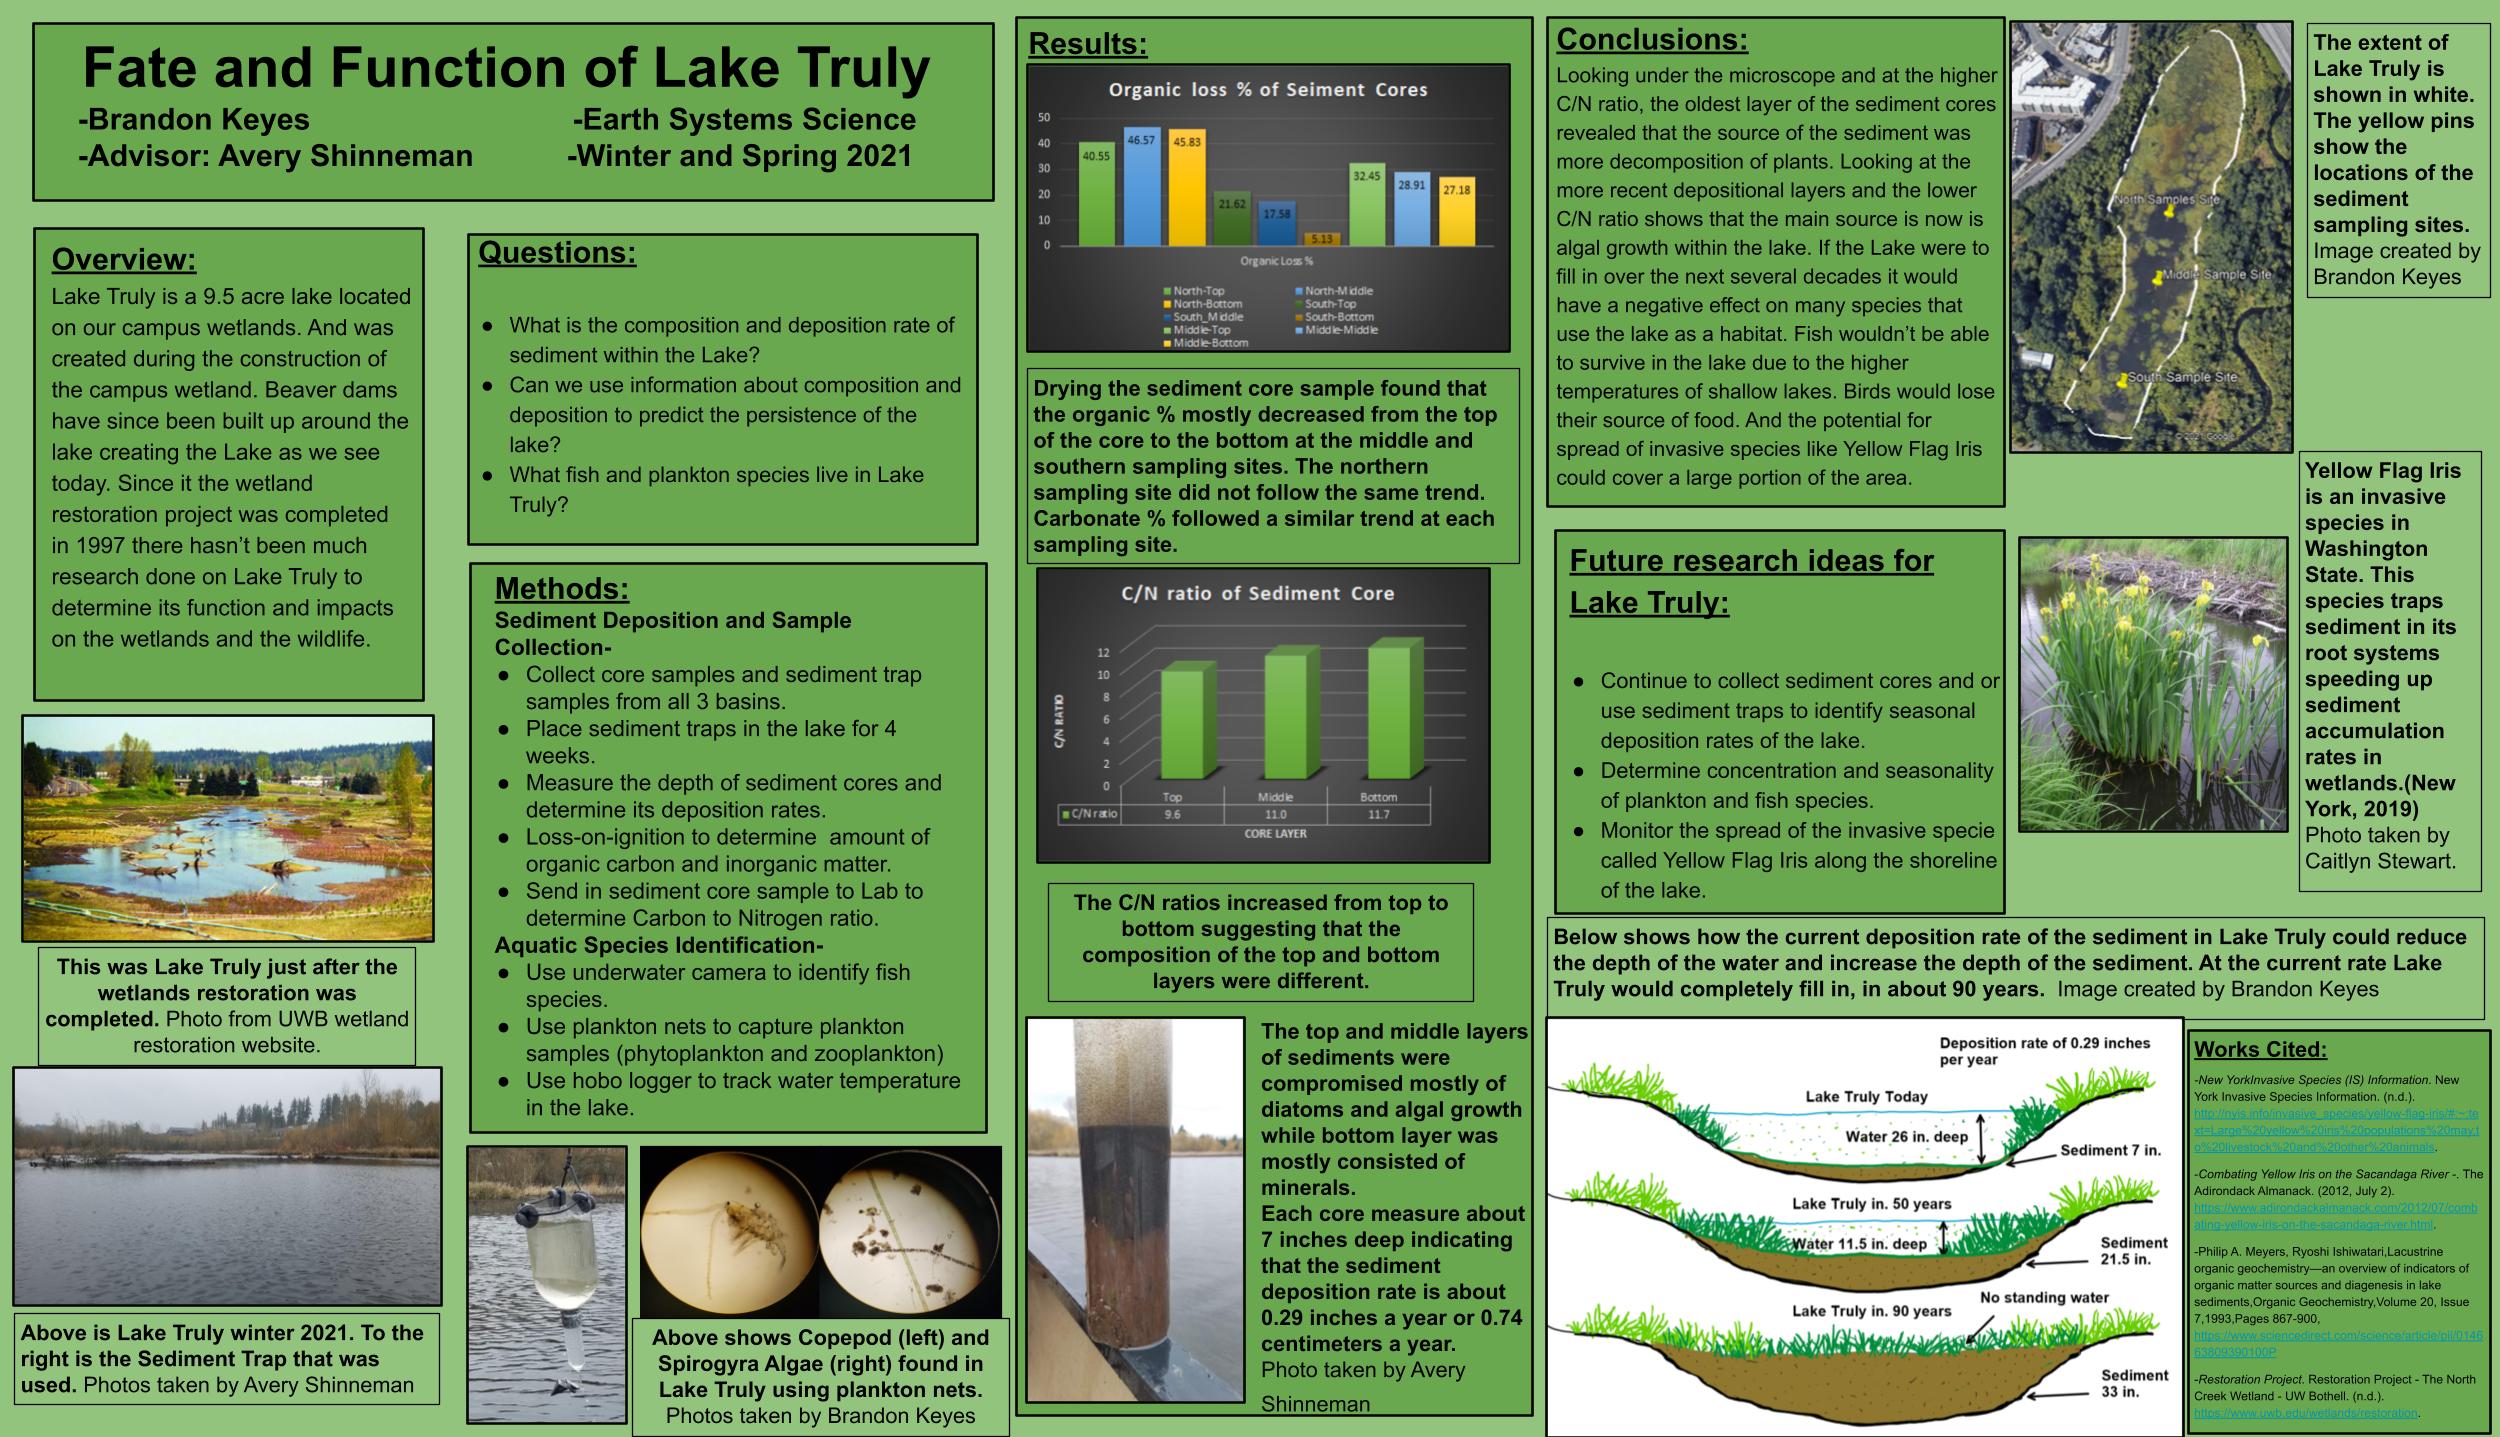 Fate and Function of Lake Truly
-Brandon Keyes -Earth Systems Science
-Advisor: Avery Shinneman -Winter and Spring 2021
Overview:
Lake Truly is a 9.5 acre lake located
on our campus wetlands. And was
created during the construction of
the campus wetland. Beaver dams
have since been built up around the
lake creating the Lake as we see
today. Since it the wetland
restoration project was completed
in 1997 there hasn't been much
research done on Lake Truly to
determine its function and impacts
on the wetlands and the wildlife.
This was Lake Truly just after the
wetlands restoration was
completed. Photo from UWB wetland
restoration website.
Above is Lake Truly winter 2021. To the
right is the Sediment Trap that was
used. Photos taken by Avery Shinneman
Questions:
● What is the composition and deposition rate of
sediment within the Lake?
● Can we use information about composition and
deposition to predict the persistence of the
lake?
● What fish and plankton species live in Lake
Truly?
Methods:
Sediment Deposition and Sample
Collection-
● Collect core samples and sediment trap
samples from all 3 basins.
● Place sediment traps in the lake for 4
weeks.
● Measure the depth of sediment cores and
determine its deposition rates.
● Loss-on-ignition to determine amount of
organic carbon and inorganic matter.
● Send in sediment core sample to Lab to
determine Carbon to Nitrogen ratio.
Aquatic Species Identification-
● Use underwater camera to identify fish
species.
● Use plankton nets to capture plankton
samples (phytoplankton and zooplankton)
● Use hobo logger to track water temperature
in the lake.
Above shows Copepod (left) and
Spirogyra Algae (right) found in
Lake Truly using plankton nets.
Photos taken by Brandon Keyes
Results:
Organic loss % of Seiment Cores
50
40
30
20
10
0
40.55
46.57
45.83
21.62
17.58
5.13
32.45
28.91
27.18
Organic Loss %
North-Top North-Middle
North-Bottom South-Top
South_Middle South-Bottom
Middle-Top Middle-Middle
Middle-Bottom
Drying the sediment core sample found that
the organic % mostly decreased from the top
of the core to the bottom at the middle and
southern sampling sites. The northern
sampling site did not follow the same trend.
Carbonate % followed a similar trend at each
sampling site.
C/N ratio of Sediment Core
C/N RATIO
12
10
8
6
4
2
0
Top Middle Bottom
C/N ratio 9.6 11.0 11.7
CORE LAYER
The C/N ratios increased from top to
bottom suggesting that the
composition of the top and bottom
layers were different.
The top and middle layers
of sediments were
compromised mostly of
diatoms and algal growth
while bottom layer was
mostly consisted of
minerals.
Each core measure about
7 inches deep indicating
that the sediment
deposition rate is about
0.29 inches a year or 0.74
centimeters a year.
Photo taken by Avery
Shinneman
Conclusions:
Looking under the microscope and at the higher
C/N ratio, the oldest layer of the sediment cores
revealed that the source of the sediment was
more decomposition of plants. Looking at the
more recent depositional layers and the lower
C/N ratio shows that the main source is now is
algal growth within the lake. If the Lake were to
fill in over the next several decades it would
have a negative effect on many species that
use the lake as a habitat. Fish wouldn't be able
to survive in the lake due to the higher
temperatures of shallow lakes. Birds would lose
their source of food. And the potential for
spread of invasive species like Yellow Flag Iris
could cover a large portion of the area.
North Samples Site
Middle Sample Site
South Sample Site
© 2021 Google
The extent of
Lake Truly is
shown in white.
The yellow pins
show the
locations of the
sediment
sampling sites.
Image created by
Brandon Keyes
Future research ideas for
Lake Truly:
● Continue to collect sediment cores and or
use sediment traps to identify seasonal
deposition rates of the lake.
● Determine concentration and seasonality
of plankton and fish species.
● Monitor the spread of the invasive specie
called Yellow Flag Iris along the shoreline
of the lake.
Yellow Flag Iris
is an invasive
species in
Washington
State. This
species traps
sediment in its
root systems
speeding up
sediment
accumulation
rates in
wetlands.(New
York, 2019)
Photo taken by
Caitlyn Stewart.
Below shows how the current deposition rate of the sediment in Lake Truly could reduce
the depth of the water and increase the depth of the sediment. At the current rate Lake
Truly would completely fill in, in about 90 years. Image created by Brandon Keyes
Deposition rate of 0.29 inches
per year
Lake Truly Today
Water 26 in. deep
Sediment 7 in.
Lake Truly in. 50 years
Water 11.5 in. deep
Sediment
21.5 in.
Lake Truly in. 90 years
No standing water
Sediment
33 in.
Works Cited:
-New YorkInvasive Species (IS) Information. New
York Invasive Species Information. (n.d.).
http://nyis.info/invasive_species/yellow-flag-iris/#:~:te
xt=Large%20yellow%20iris%20populations%20may,t
o%20livestock%20and%20other%20animals.
-Combating Yellow Iris on the Sacandaga River -. The
Adirondack Almanack. (2012, July 2).
https://www.adirondackalmanack.com/2012/07/comb
ating-yellow-iris-on-the-sacandaga-river.html.
-Philip A. Meyers, Ryoshi Ishiwatari,Lacustrine
organic geochemistry—an overview of indicators of
organic matter sources and diagenesis in lake
sediments,Organic Geochemistry,Volume 20, Issue
7,1993,Pages 867-900,
https://www.sciencedirect.com/science/article/pii/0146
63809390100P
-Restoration Project. Restoration Project - The North
Creek Wetland - UW Bothell. (n.d.).
https://www.uwb.edu/wetlands/restoration.